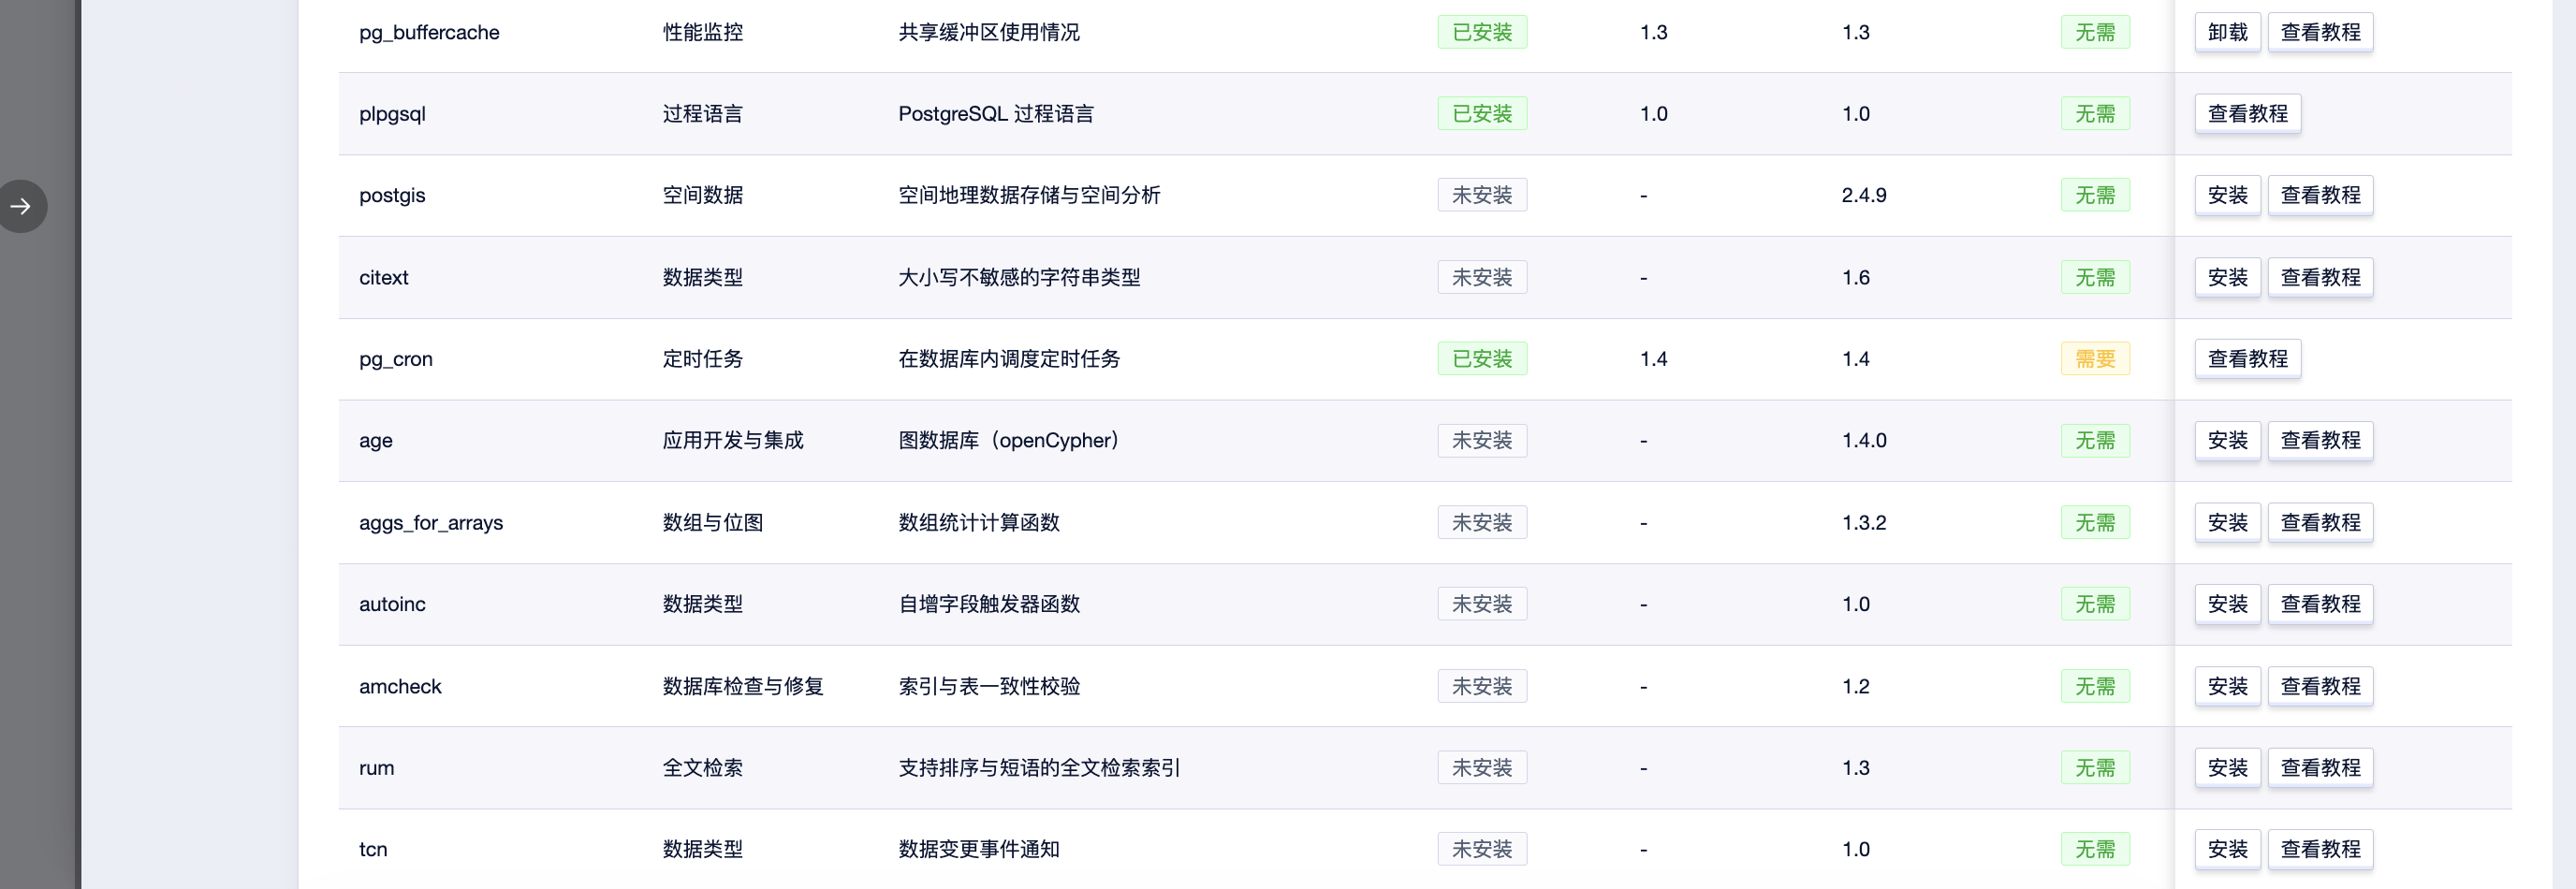 pg_buffercache 性能监控 共享缓冲区使用情况 已安装 1.3 1.3 无需 卸载 查看教程
plpgsql 过程语言 PostgreSQL 过程语言 已安装 1.0 1.0 无需 查看教程
postgis 空间数据 空间地理数据存储与空间分析 未安装 - 2.4.9 无需 安装 查看教程
citext 数据类型 大小写不敏感的字符串类型 未安装 - 1.6 无需 安装 查看教程
pg_cron 定时任务 在数据库内调度定时任务 已安装 1.4 1.4 需要 查看教程
age 应用开发与集成 图数据库（openCypher） 未安装 - 1.4.0 无需 安装 查看教程
aggs_for_arrays 数组与位图 数组统计计算函数 未安装 - 1.3.2 无需 安装 查看教程
autoinc 数据类型 自增字段触发器函数 未安装 - 1.0 无需 安装 查看教程
amcheck 数据库检查与修复 索引与表一致性校验 未安装 - 1.2 无需 安装 查看教程
rum 全文检索 支持排序与短语的全文检索索引 未安装 - 1.3 无需 安装 查看教程
tcn 数据类型 数据变更事件通知 未安装 - 1.0 无需 安装 查看教程